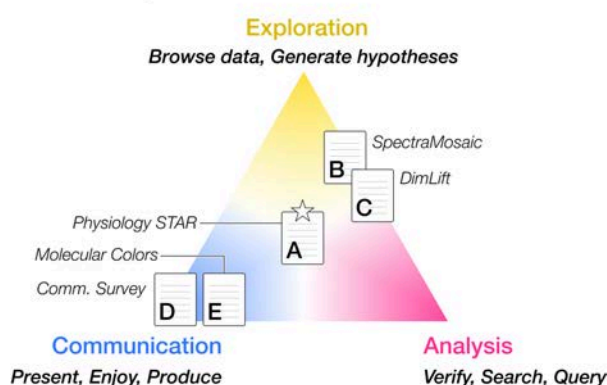 Exploration
Browse data, Generate hypotheses
SpectraMosaic
B
DimLift
C
Physiology STAR
A
Molecular Colors
Comm. Survey
D
E
Communication
Analysis
Present, Enjoy, Produce
Verify, Search, Query